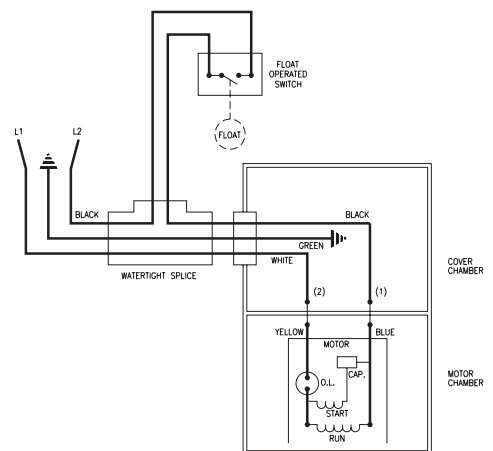 FLOAT
OPERATED
SWITCH
FLOAT
L1
L2
BLACK
BLACK
GREEN
WHITE
WATERTIGHT SPLICE
COVER
CHAMBER
(2)
(1)
YELLOW
BLUE
MOTOR
CAP.
O.L.
START
RUN
MOTOR
CHAMBER